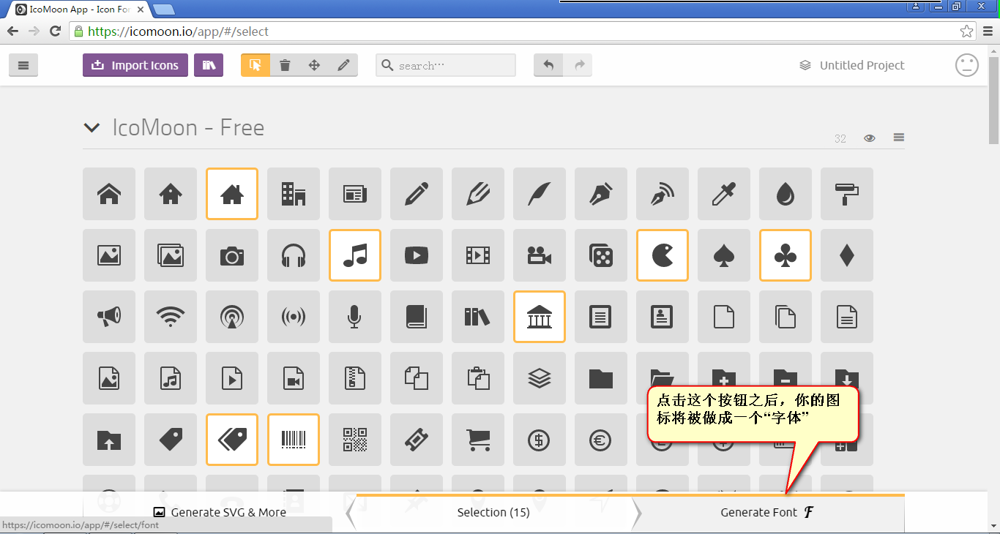 IcoMoon App - Icon Fo
https://icomoon.io/app/#/select
Import Icons
search…
Untitled Project
IcoMoon - Free
32
点击这个按钮之后，你的图
标将被做成一个“字体”
Generate SVG & More
Selection (15)
Generate Font
https://icomoon.io/app/#/select/font